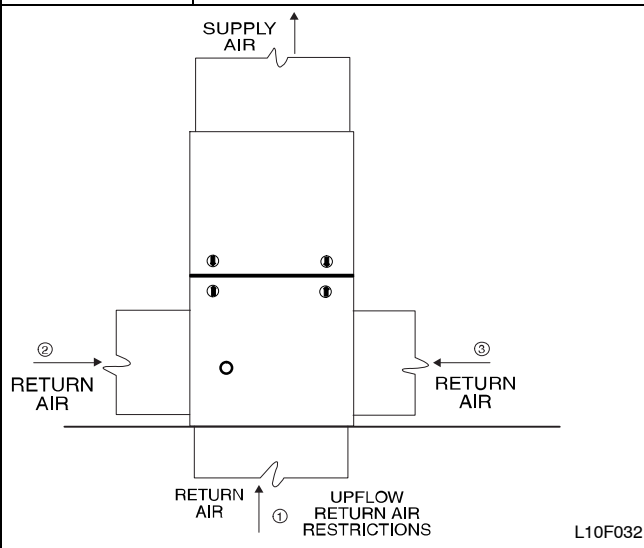 SUPPLY
AIR
②
RETURN
AIR
③
RETURN
AIR
RETURN
AIR
①
UPFLOW
RETURN AIR
RESTRICTIONS
L10F032